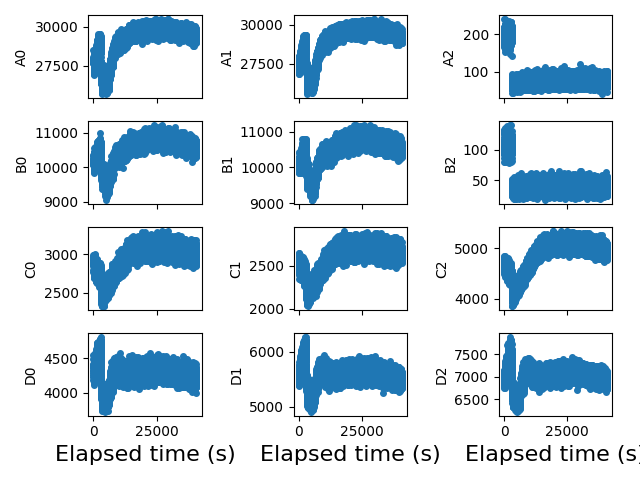 A0 30000 27500
A1 30000 27500
A2 200 100
B0 11000 10000 9000
B1 11000 10000 9000
B2 100 50
C0 3000 2500
C1 2500 2000
C2 5000 4000
D0 4500 4000
D1 6000 5000
D2 7500 7000 6500
0 25000
0 25000
0 25000
Elapsed time (s)
Elapsed time (s)
Elapsed time (s)